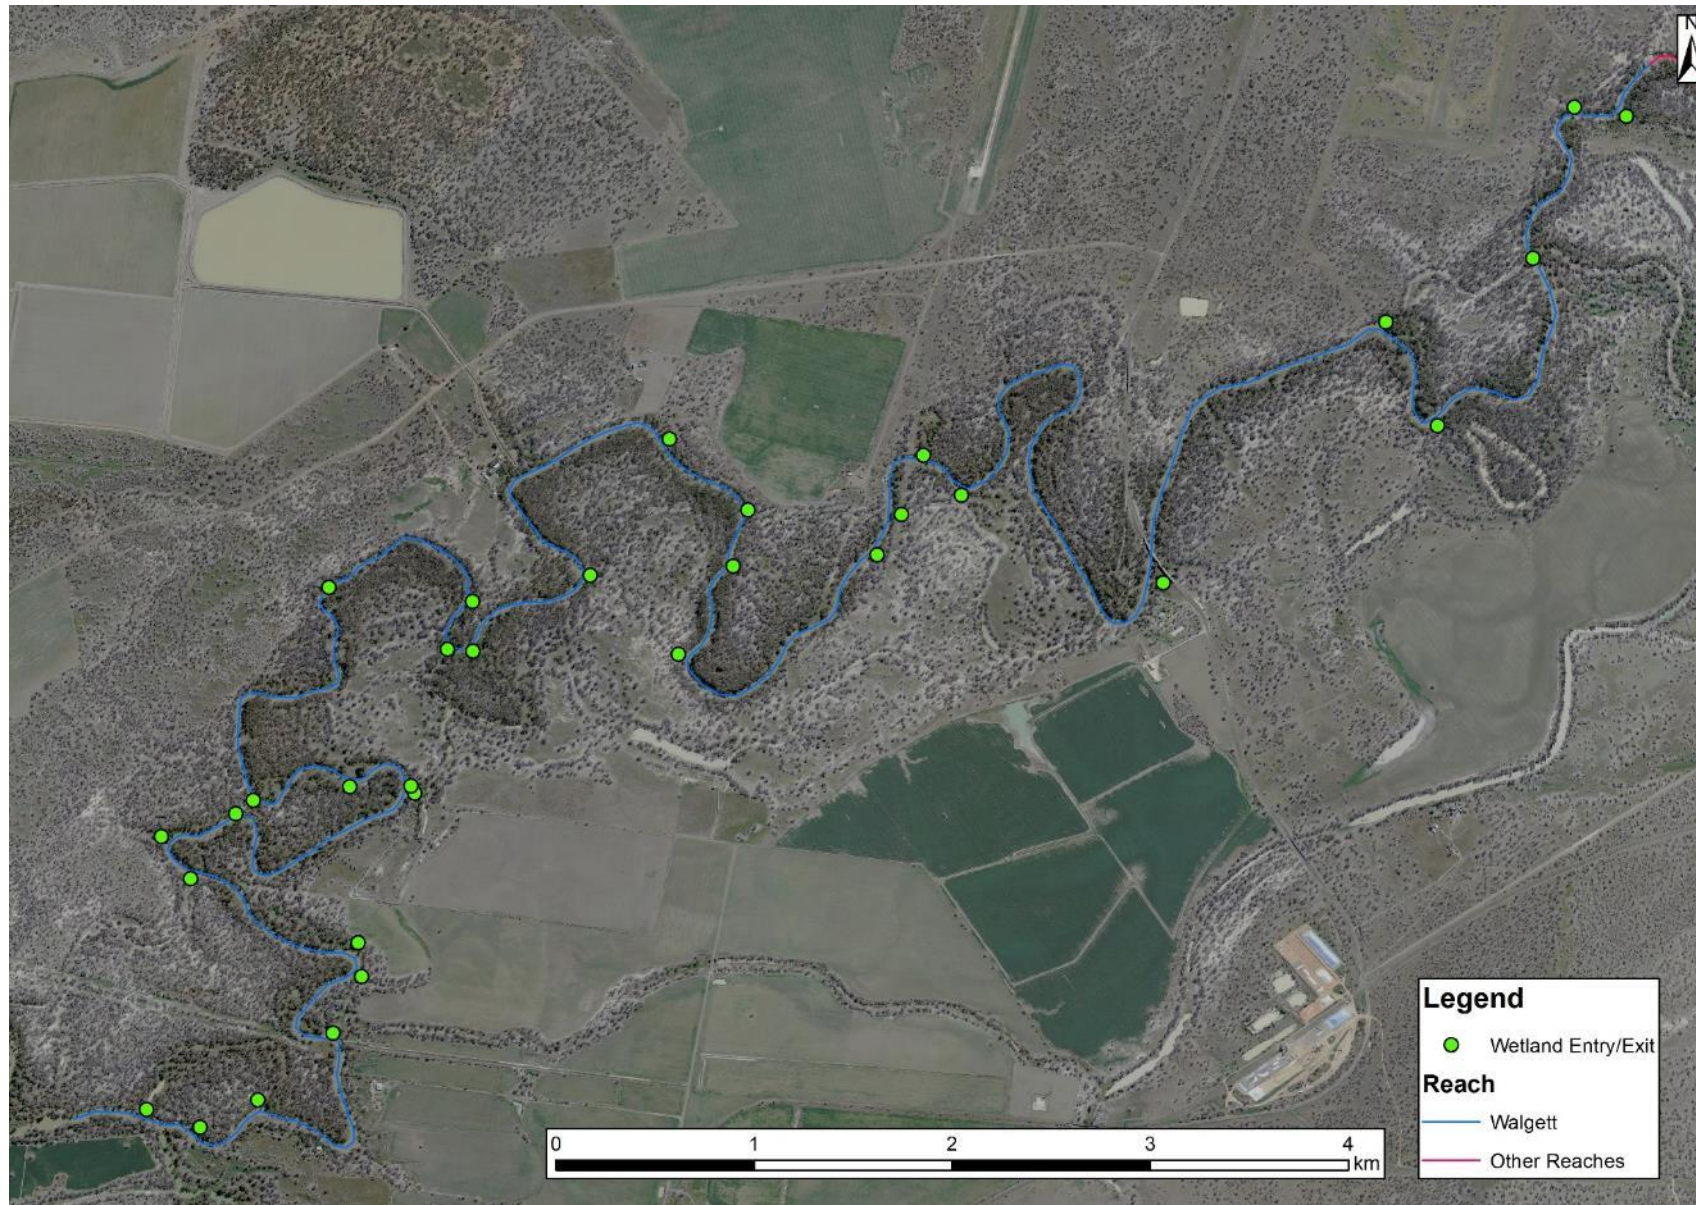 N
Legend
Wetland Entry/Exit
Reach
Walgett
Other Reaches
0 1 2 3 4
km